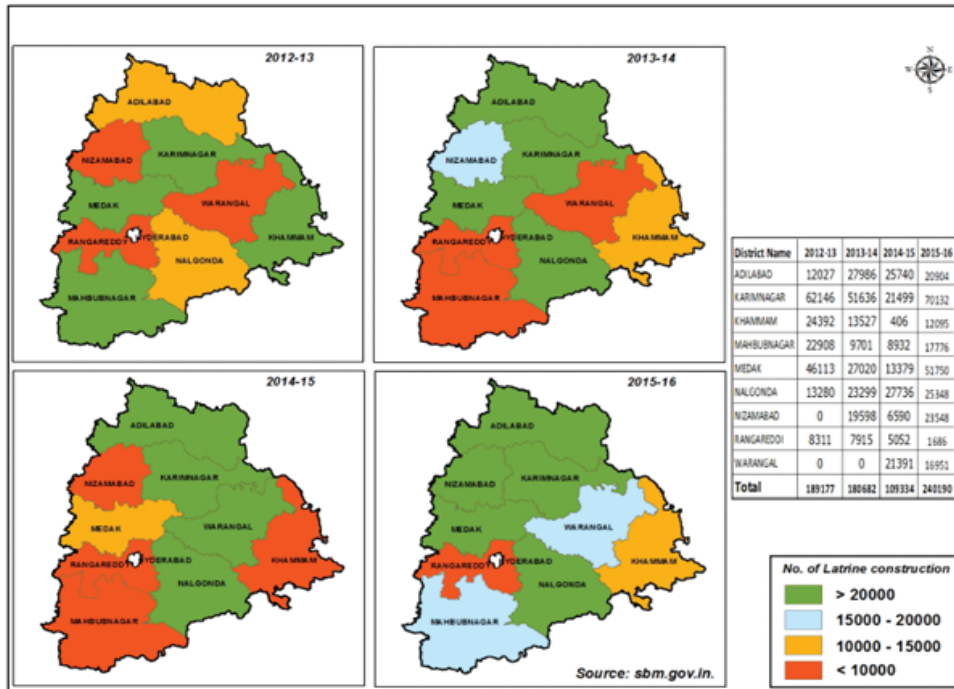 2012-13
ADILABAD
NIZAMABAD
KARIMNAGAR
MEDAK
WARANGAL
RANGAREDDY
HYDERABAD
KHAMMAM
NALGONDA
MAHBUBNAGAR
2013-14
ADILABAD
NIZAMABAD
KARIMNAGAR
MEDAK
WARANGAL
RANGAREDDY
HYDERABAD
KHAMMAM
NALGONDA
MAHBUBNAGAR
N
W E
S
District Name 2012-13 2013-14 2014-15 2015-16
ADILABAD 12027 27986 25740 20904
KARIMNAGAR 62146 51636 21499 70132
KHAMMAM 24392 13527 406 12095
MAHBUBNAGAR 22908 9701 8932 17776
MEDAK 46113 27020 13379 51750
NALGONDA 13280 23299 27736 25348
NIZAMABAD 0 19598 6590 23548
RANGAREDDI 8311 7915 5052 1686
WARANGAL 0 0 21391 16951
Total 189177 180682 109334 240190
2014-15
ADILABAD
NIZAMABAD
KARIMNAGAR
MEDAK
WARANGAL
RANGAREDDY
HYDERABAD
KHAMMAM
NALGONDA
MAHBUBNAGAR
2015-16
ADILABAD
NIZAMABAD
KARIMNAGAR
MEDAK
WARANGAL
RANGAREDDY
HYDERABAD
KHAMMAM
NALGONDA
MAHBUBNAGAR
Source: sbm.gov.in.
No. of Latrine construction
> 20000
15000 - 20000
10000 - 15000
< 10000